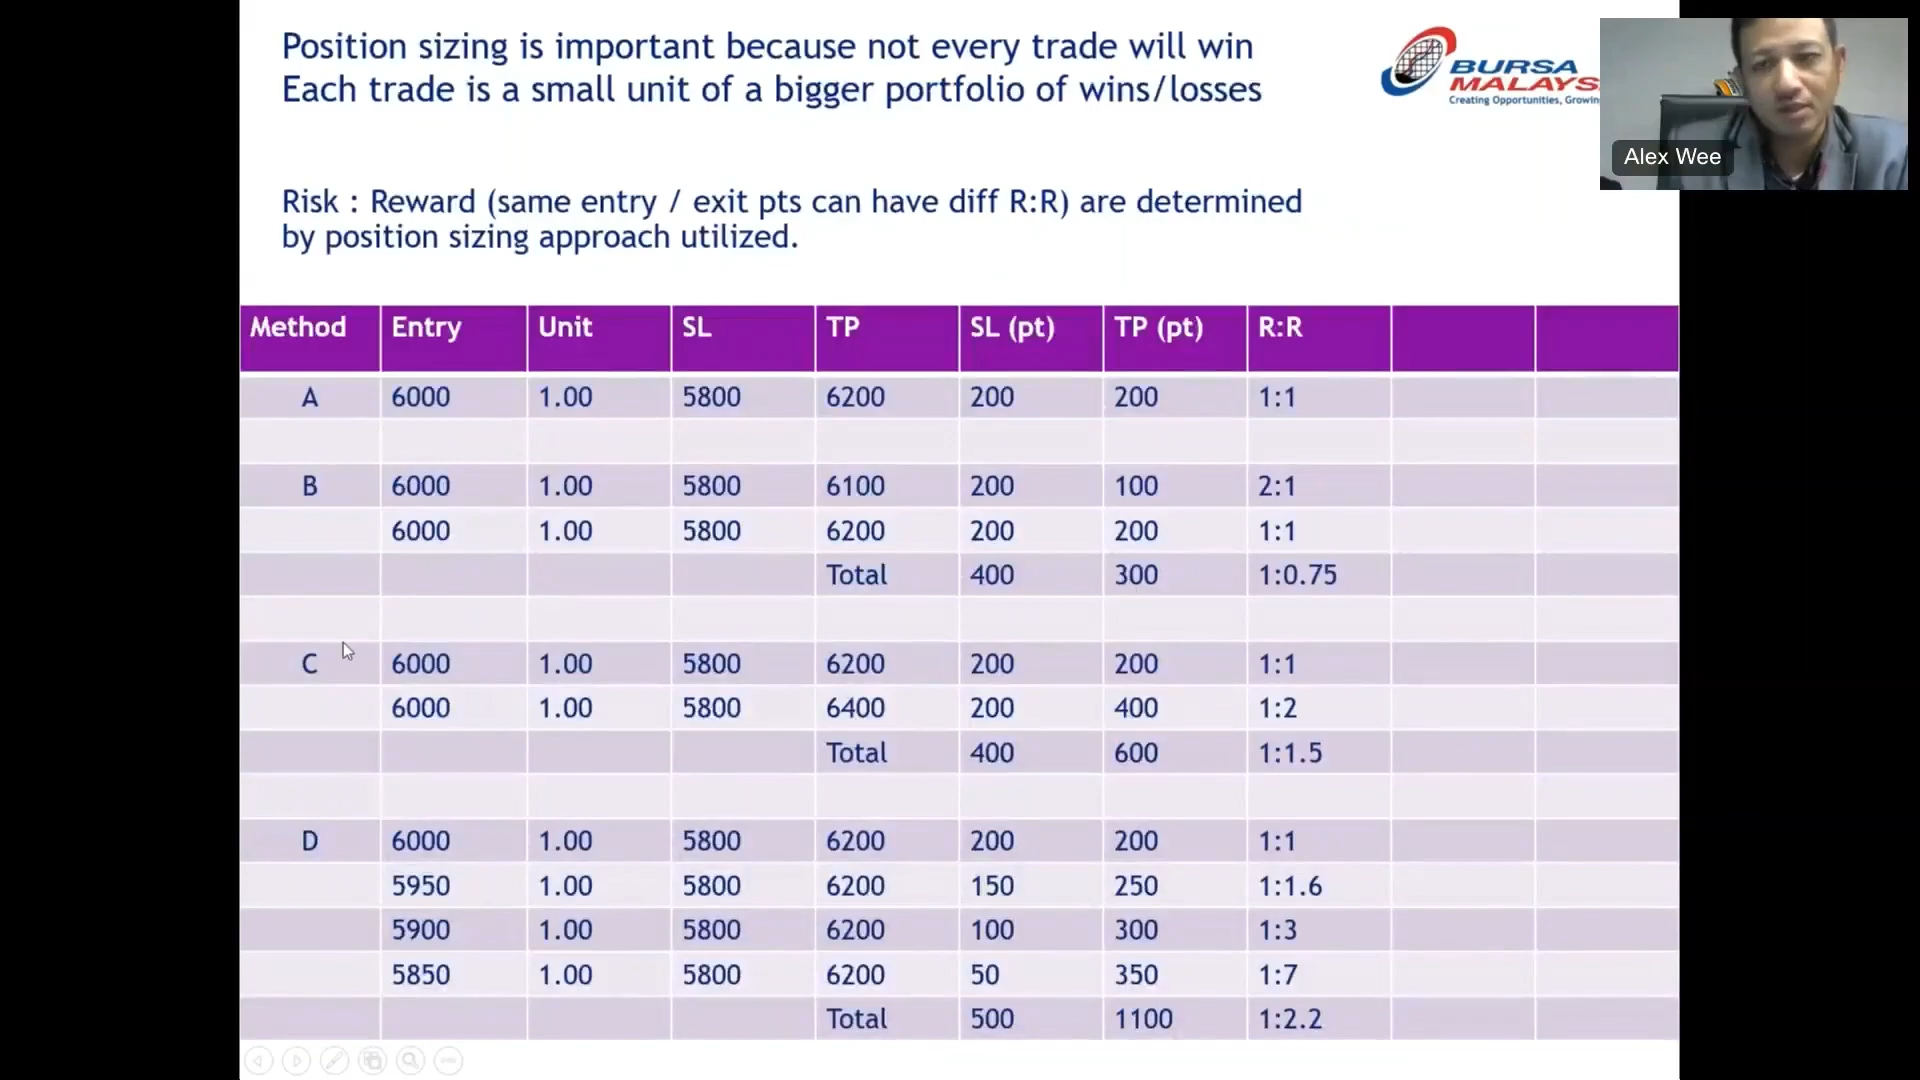 Position sizing is important because not every trade will win
Each trade is a small unit of a bigger portfolio of wins/losses
BURSA
MALAYS
Creating Opportunities, Growin
Alex Wee
Risk : Reward (same entry / exit pts can have diff R:R) are determined
by position sizing approach utilized.
Method Entry Unit SL TP SL (pt) TP (pt) R:R
A 6000 1.00 5800 6200 200 200 1:1
B 6000 1.00 5800 6100 200 100 2:1
6000 1.00 5800 6200 200 200 1:1
Total 400 300 1:0.75
C 6000 1.00 5800 6200 200 200 1:1
6000 1.00 5800 6400 200 400 1:2
Total 400 600 1:1.5
D 6000 1.00 5800 6200 200 200 1:1
5950 1.00 5800 6200 150 250 1:1.6
5900 1.00 5800 6200 100 300 1:3
5850 1.00 5800 6200 50 350 1:7
Total 500 1100 1:2.2